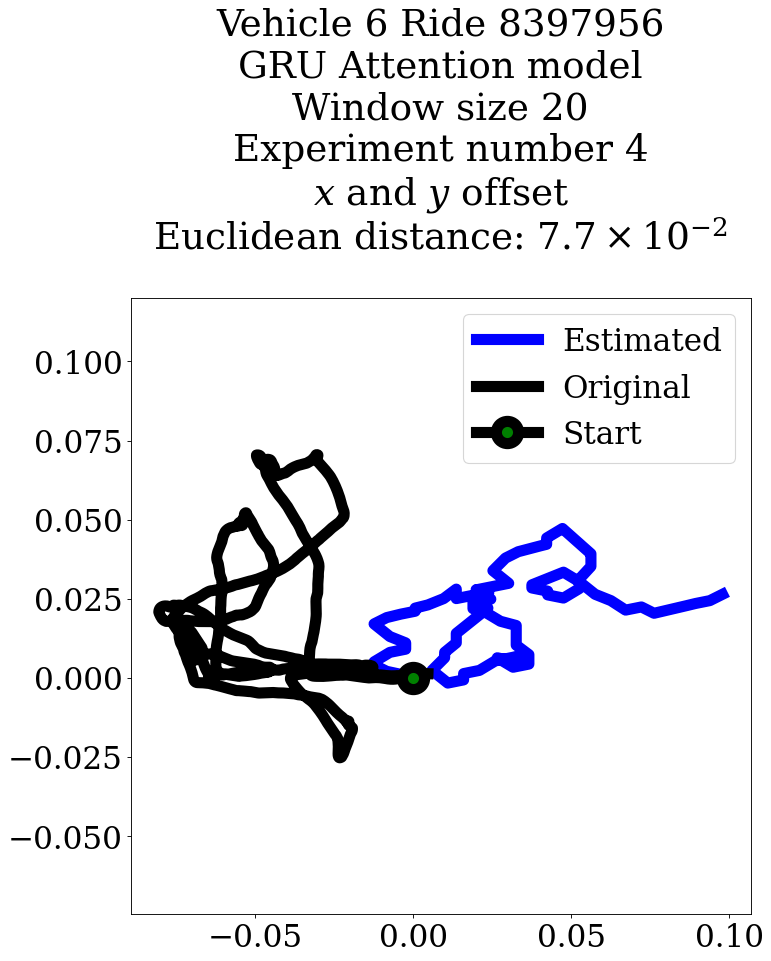 Vehicle 6 Ride 8397956
GRU Attention model
Window size 20
Experiment number 4
x and y offset
Euclidean distance: 7.7 × 10⁻²
Estimated
Original
Start
0.100
0.075
0.050
0.025
0.000
−0.025
−0.050
−0.05
0.00
0.05
0.10